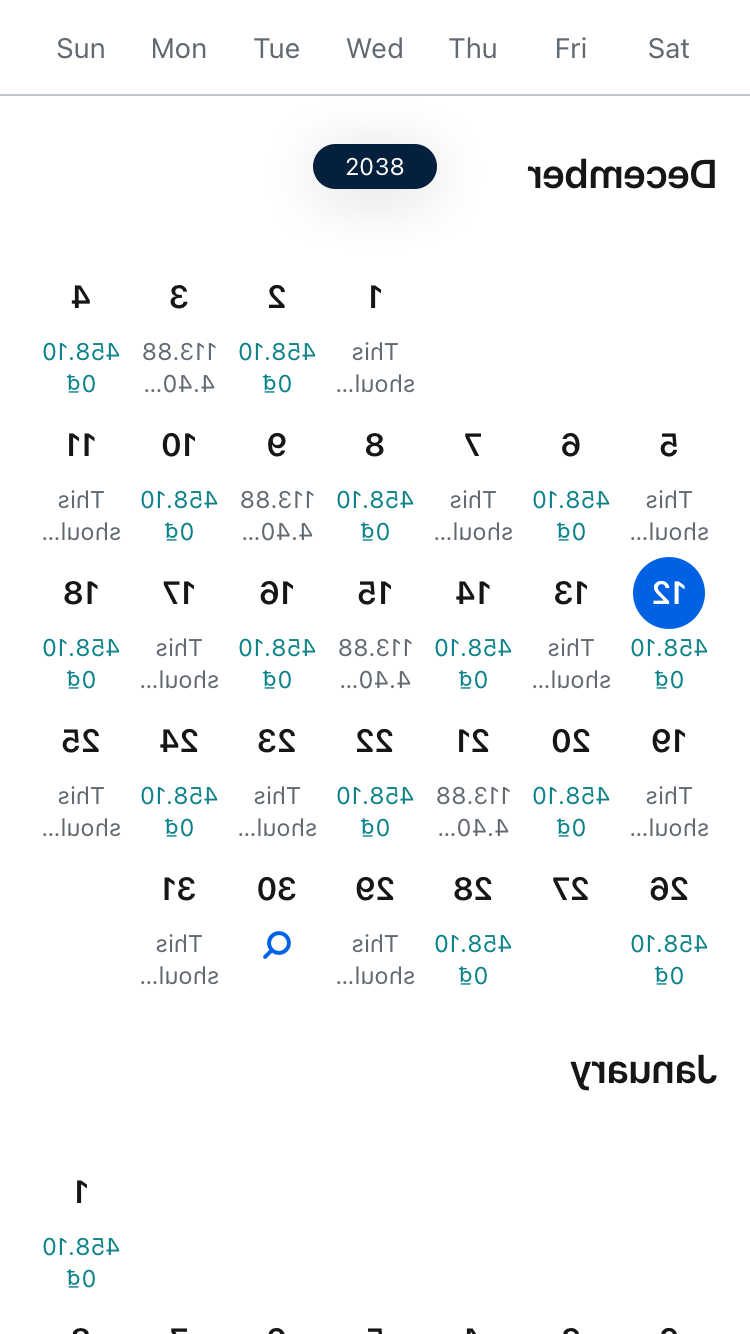 Sun Mon Tue Wed Thu Fri Sat
2038
December
1 2 3 4
This 458.10 113.88 458.10
shoul... 0₫ 4.40... 0₫
5 6 7 8 9 10 11
This 458.10 This 458.10 113.88 458.10 This
shoul... 0₫ shoul... 0₫ 4.40... 0₫ shoul...
12 13 14 15 16 17 18
458.10 This 458.10 113.88 458.10 This 458.10
0₫ shoul... 0₫ 4.40... 0₫ shoul... 0₫
19 20 21 22 23 24 25
This 458.10 113.88 458.10 This 458.10 This
shoul... 0₫ 4.40... 0₫ shoul... 0₫ shoul...
26 27 28 29 30 31
458.10 458.10 This This
0₫ 0₫ shoul... shoul...
January
1
458.10
0₫